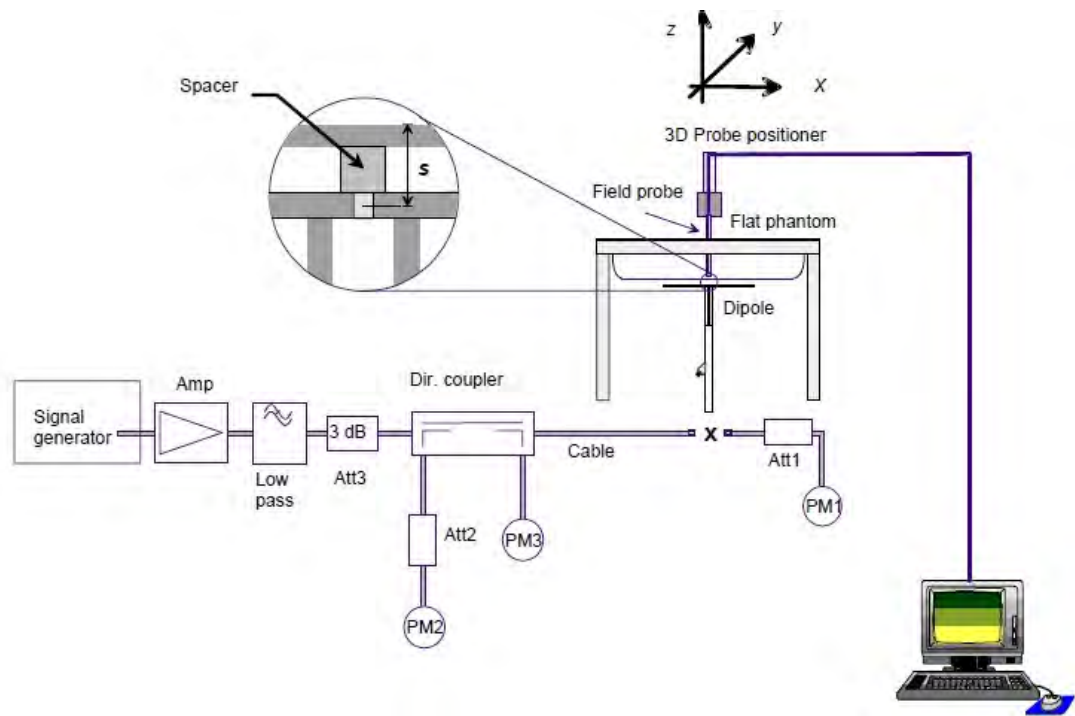 z
y
X
Spacer
s
3D Probe positioner
Field probe
Flat phantom
Dipole
Dir. coupler
Amp
Signal
generator
3 dB
x
Cable
Att1
Low
pass
Att3
PM1
Att2
PM3
PM2